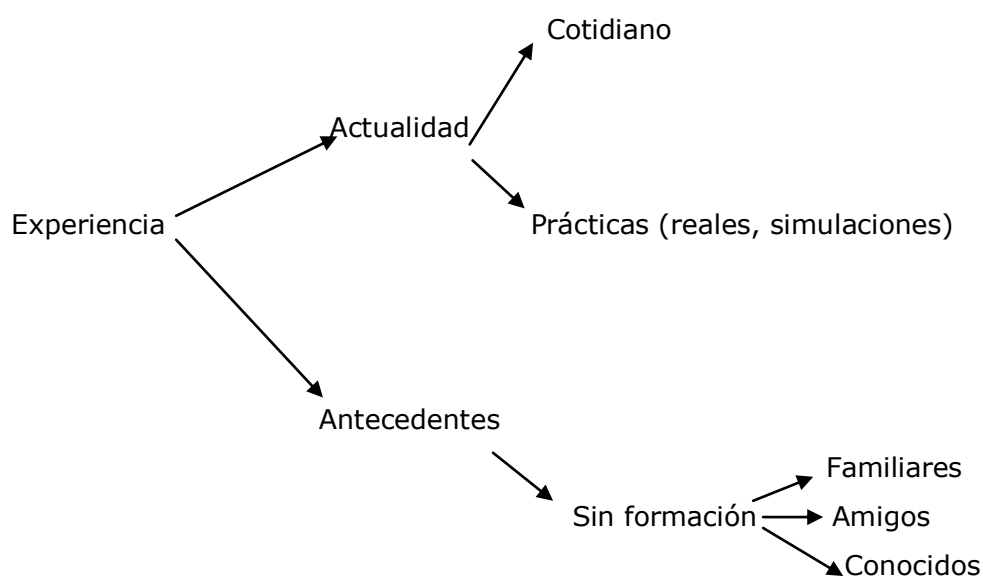 Cotidiano
Actualidad
Experiencia
Prácticas (reales, simulaciones)
Antecedentes
Familiares
Sin formación
Amigos
Conocidos